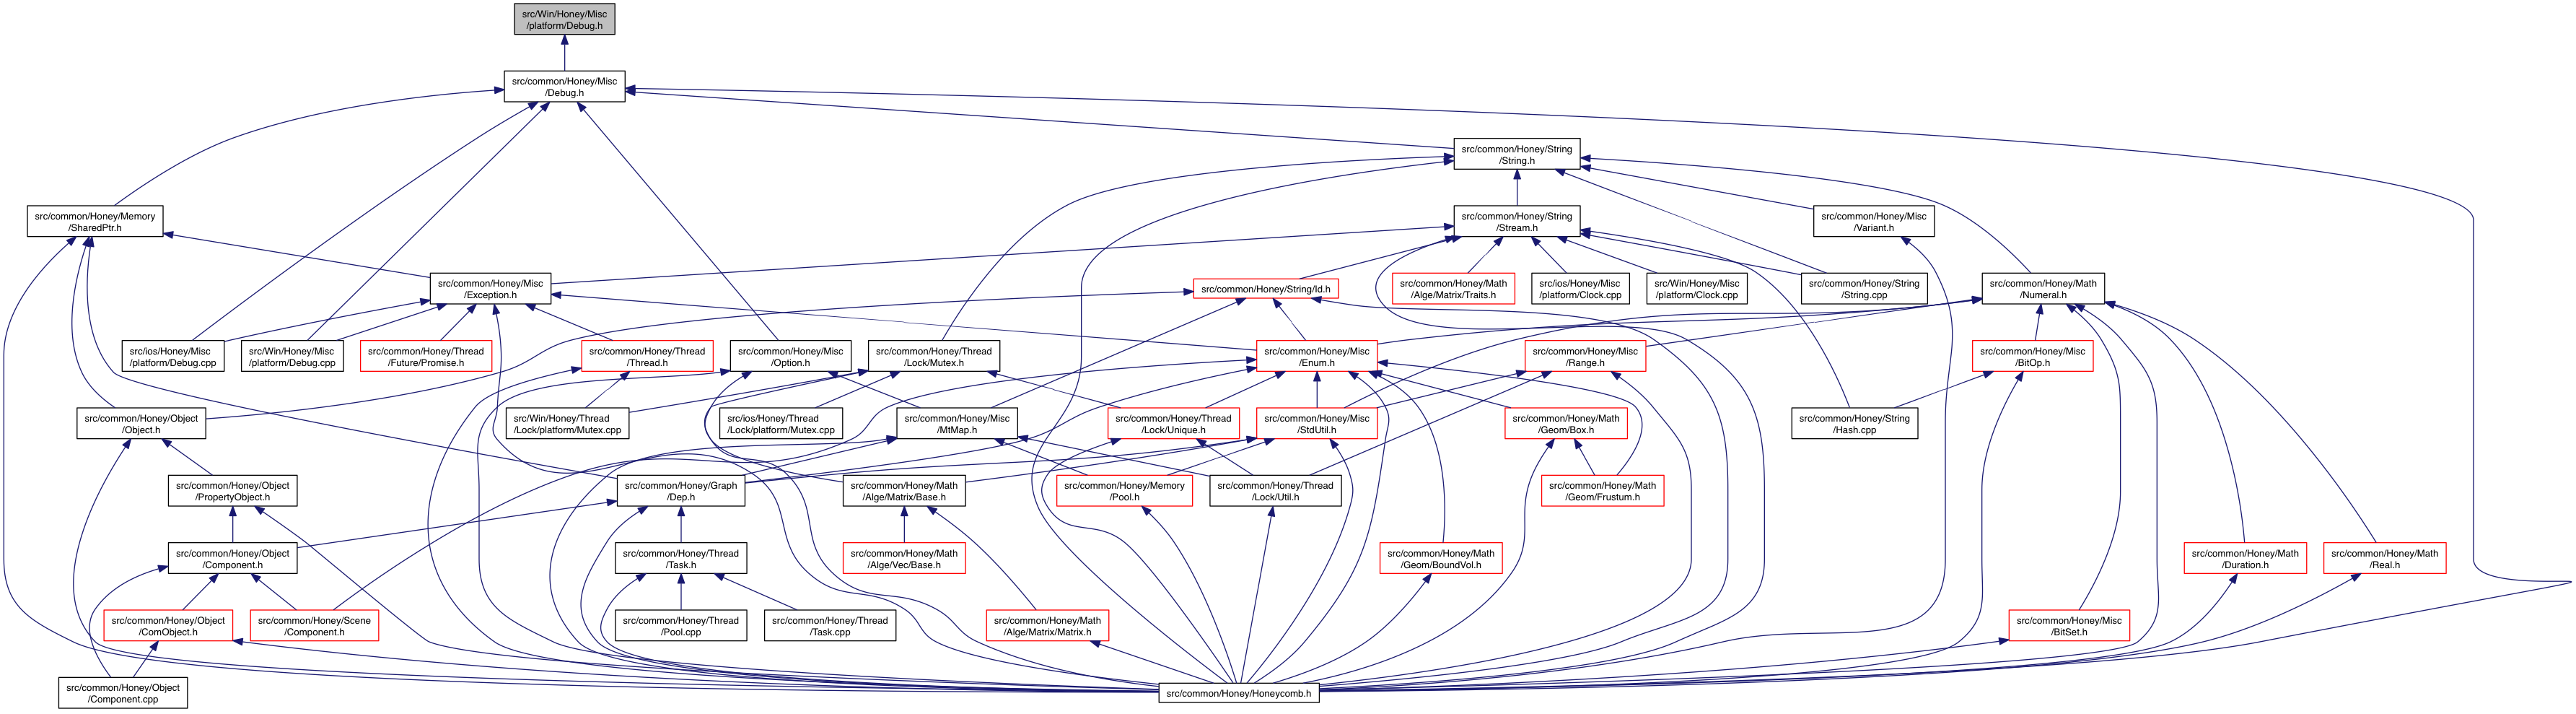 src/Win/Honey/Misc
/platform/Debug.h
src/common/Honey/Misc
/Debug.h
src/common/Honey/String
/String.h
src/common/Honey/Memory
/SharedPtr.h
src/common/Honey/String
/Stream.h
src/common/Honey/Misc
/Variant.h
src/common/Honey/Misc
/Exception.h
src/common/Honey/String/Id.h
src/common/Honey/Math
/Alge/Matrix/Traits.h
src/ios/Honey/Misc
/platform/Clock.cpp
src/Win/Honey/Misc
/platform/Clock.cpp
src/common/Honey/String
/String.cpp
src/common/Honey/Math
/Numeral.h
src/ios/Honey/Misc
/platform/Debug.cpp
src/Win/Honey/Misc
/platform/Debug.cpp
src/common/Honey/Thread
/Future/Promise.h
src/common/Honey/Thread
/Thread.h
src/common/Honey/Misc
/Option.h
src/common/Honey/Thread
/Lock/Mutex.h
src/common/Honey/Misc
/Enum.h
src/common/Honey/Misc
/Range.h
src/common/Honey/Misc
/BitOp.h
src/common/Honey/Object
/Object.h
src/Win/Honey/Thread
/Lock/platform/Mutex.cpp
src/ios/Honey/Thread
/Lock/platform/Mutex.cpp
src/common/Honey/Misc
/MtMap.h
src/common/Honey/Thread
/Lock/Unique.h
src/common/Honey/Misc
/StdUtil.h
src/common/Honey/Math
/Geom/Box.h
src/common/Honey/String
/Hash.cpp
src/common/Honey/Object
/PropertyObject.h
src/common/Honey/Graph
/Dep.h
src/common/Honey/Math
/Alge/Matrix/Base.h
src/common/Honey/Memory
/Pool.h
src/common/Honey/Thread
/Lock/Util.h
src/common/Honey/Math
/Geom/Frustum.h
src/common/Honey/Object
/Component.h
src/common/Honey/Thread
/Task.h
src/common/Honey/Math
/Alge/Vec/Base.h
src/common/Honey/Math
/Geom/BoundVol.h
src/common/Honey/Math
/Duration.h
src/common/Honey/Math
/Real.h
src/common/Honey/Object
/ComObject.h
src/common/Honey/Scene
/Component.h
src/common/Honey/Thread
/Pool.cpp
src/common/Honey/Thread
/Task.cpp
src/common/Honey/Math
/Alge/Matrix/Matrix.h
src/common/Honey/Misc
/BitSet.h
src/common/Honey/Object
/Component.cpp
src/common/Honey/Honeycomb.h